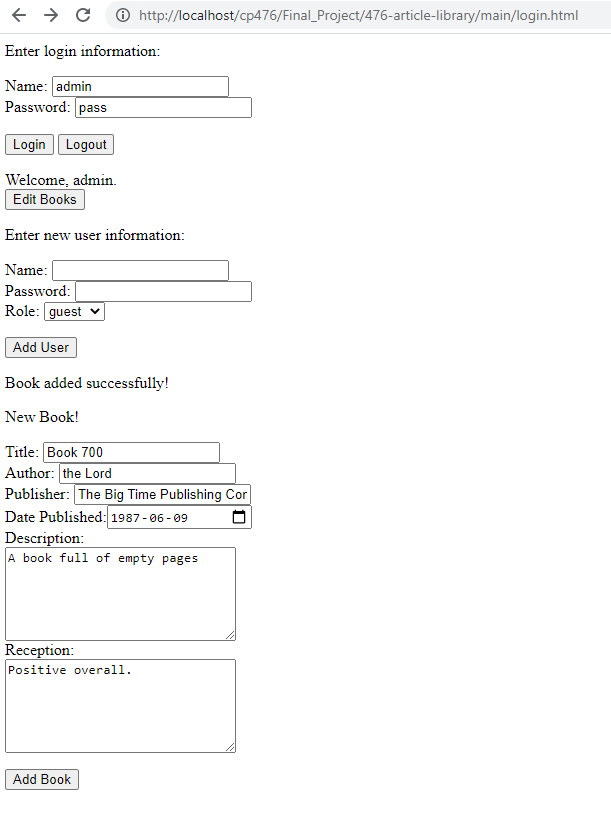 http://localhost/cp476/Final_Project/476-article-library/main/login.html
Enter login information:
Name: admin
Password: pass
Login Logout
Welcome, admin.
Edit Books
Enter new user information:
Name:
Password:
Role: guest
Add User
Book added successfully!
New Book!
Title: Book 700
Author: the Lord
Publisher: The Big Time Publishing Cor
Date Published: 1987-06-09
Description:
A book full of empty pages
Reception:
Positive overall.
Add Book